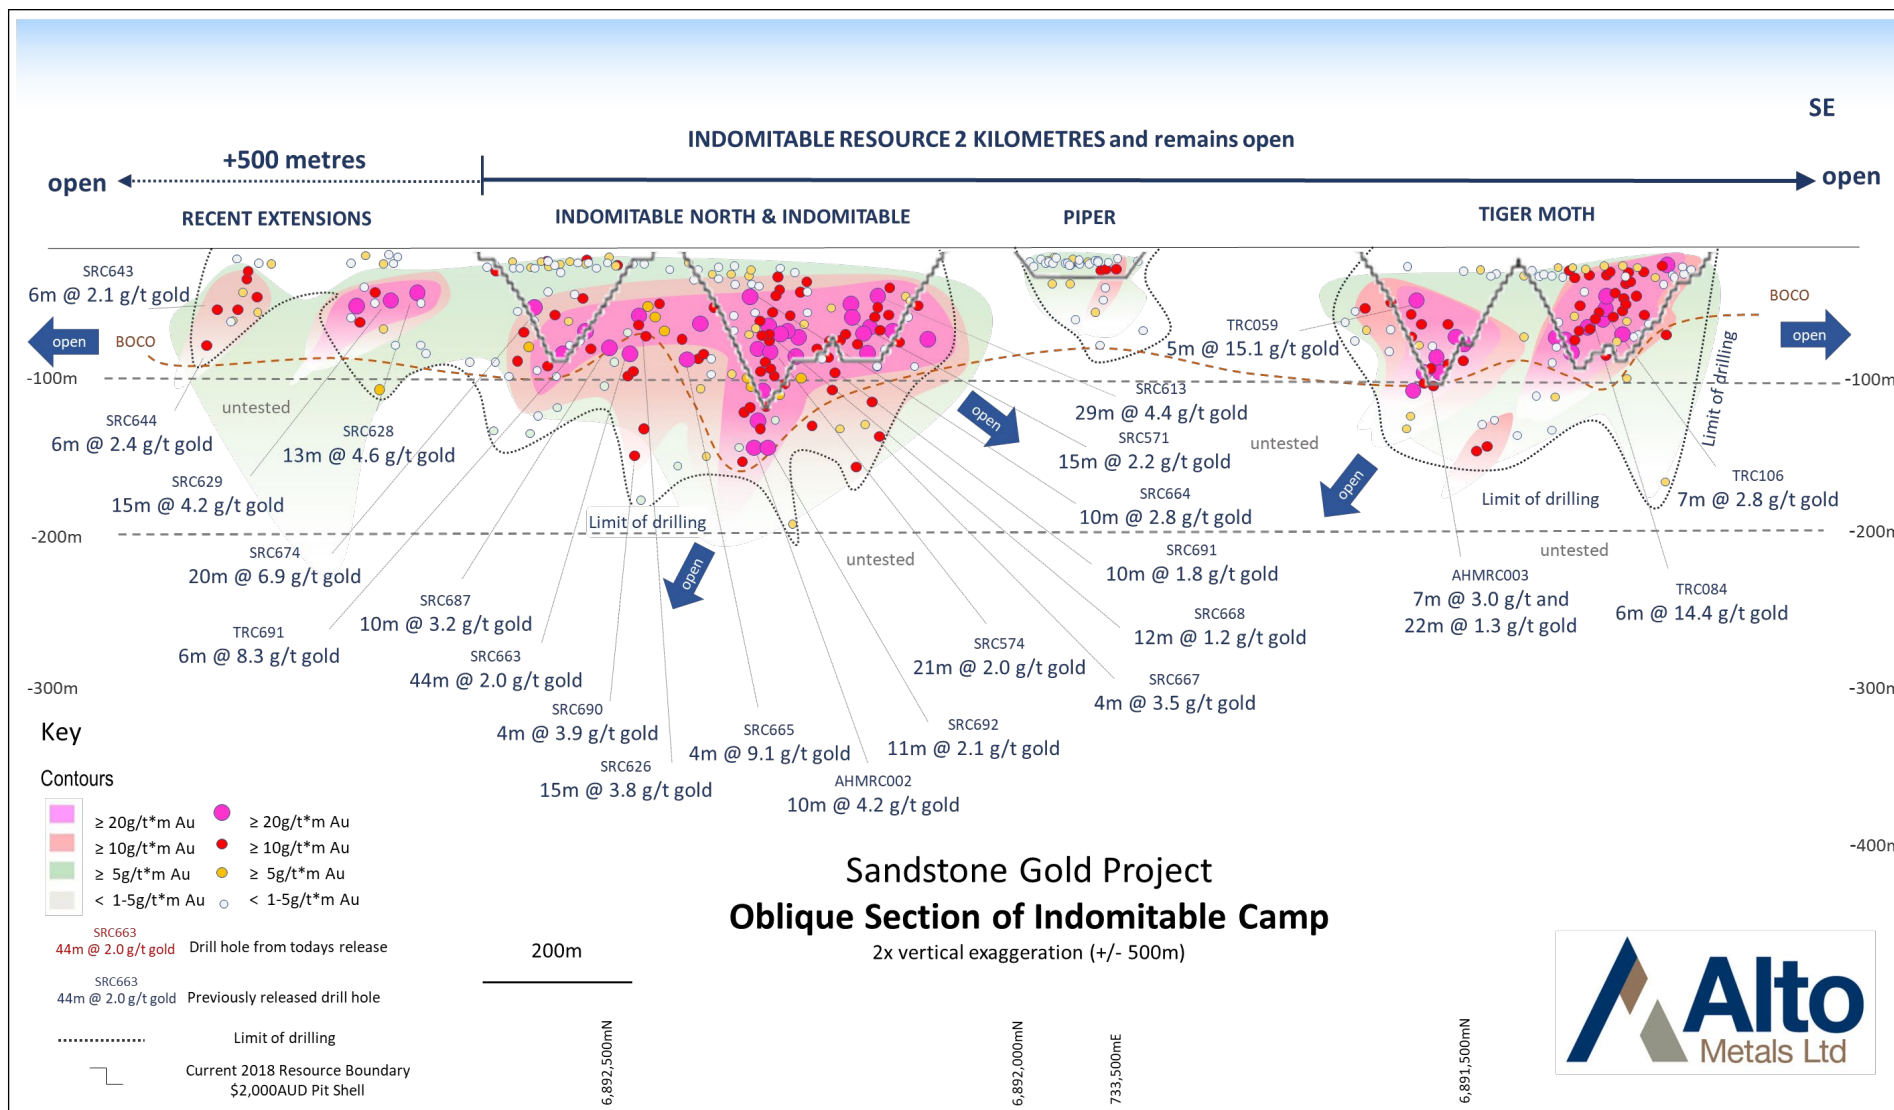 SE
INDOMITABLE RESOURCE 2 KILOMETRES and remains open
+500 metres
open
open
RECENT EXTENSIONS
INDOMITABLE NORTH & INDOMITABLE
PIPER
TIGER MOTH
SRC643
6m @ 2.1 g/t gold
BOCO
open
BOCO
open
TRC059
5m @ 15.1 g/t gold
Limit of drilling
-100m
-100m
untested
SRC644
6m @ 2.4 g/t gold
SRC628
13m @ 4.6 g/t gold
SRC629
15m @ 4.2 g/t gold
SRC613
29m @ 4.4 g/t gold
open
SRC571
15m @ 2.2 g/t gold
untested
open
SRC664
10m @ 2.8 g/t gold
Limit of drilling
TRC106
7m @ 2.8 g/t gold
Limit of drilling
-200m
-200m
SRC674
20m @ 6.9 g/t gold
open
untested
SRC691
10m @ 1.8 g/t gold
untested
AHMRC003
7m @ 3.0 g/t and
22m @ 1.3 g/t gold
TRC084
6m @ 14.4 g/t gold
SRC687
10m @ 3.2 g/t gold
SRC668
12m @ 1.2 g/t gold
TRC691
6m @ 8.3 g/t gold
SRC663
44m @ 2.0 g/t gold
SRC574
21m @ 2.0 g/t gold
SRC667
4m @ 3.5 g/t gold
-300m
-300m
SRC690
4m @ 3.9 g/t gold
SRC665
4m @ 9.1 g/t gold
SRC692
11m @ 2.1 g/t gold
SRC626
15m @ 3.8 g/t gold
AHMRC002
10m @ 4.2 g/t gold
-400m
Key
Contours
≥ 20g/t*m Au
≥ 20g/t*m Au
≥ 10g/t*m Au
≥ 10g/t*m Au
≥ 5g/t*m Au
≥ 5g/t*m Au
< 1-5g/t*m Au
< 1-5g/t*m Au
SRC663
44m @ 2.0 g/t gold
Drill hole from todays release
SRC663
44m @ 2.0 g/t gold
Previously released drill hole
Limit of drilling
Current 2018 Resource Boundary
$2,000AUD Pit Shell
Sandstone Gold Project
Oblique Section of Indomitable Camp
2x vertical exaggeration (+/- 500m)
200m
6,892,500mN
6,892,000mN
733,500mE
6,891,500mN
Alto
Metals Ltd